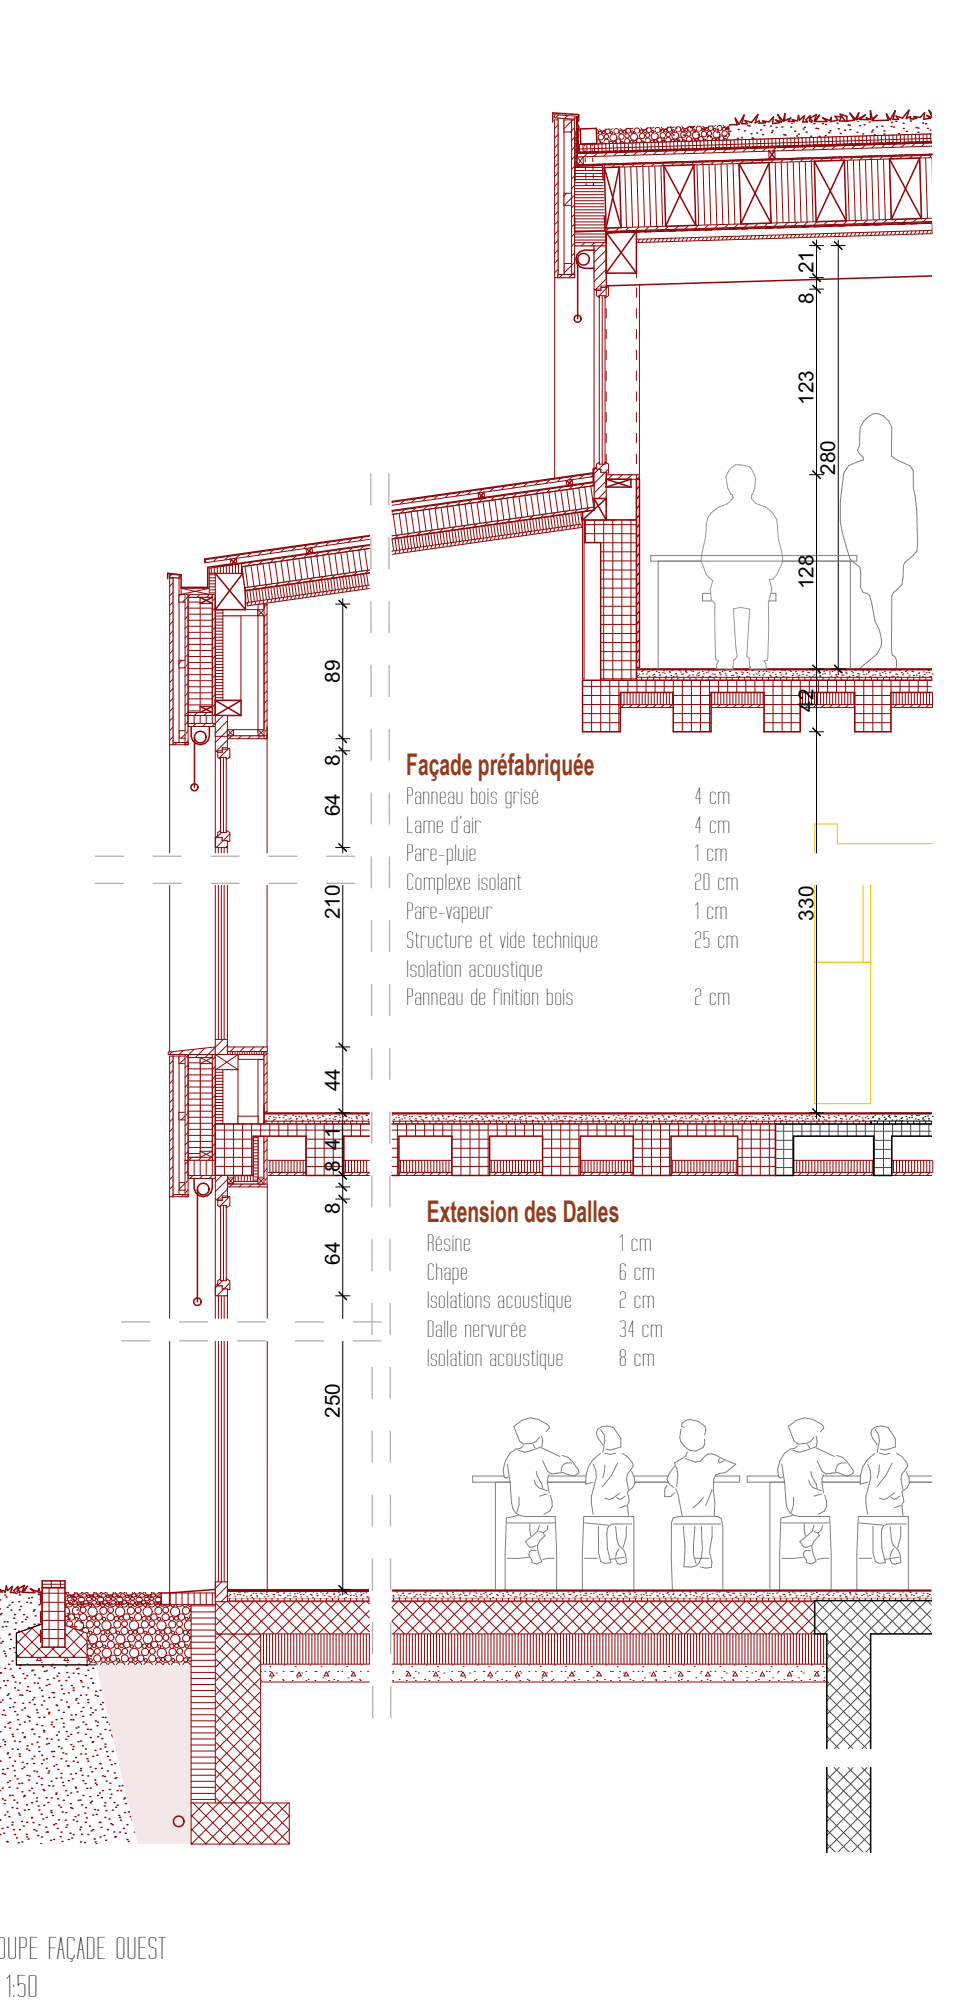 21
8
123
280
128
42
89
8
64
210
330
44
41
8
8
64
250
Façade préfabriquée
Panneau bois grisé 4 cm
Lame d'air 4 cm
Pare-pluie 1 cm
Complexe isolant 20 cm
Pare-vapeur 1 cm
Structure et vide technique 25 cm
Isolation acoustique
Panneau de finition bois 2 cm
Extension des Dalles
Résine 1 cm
Chape 6 cm
Isolations acoustique 2 cm
Dalle nervurée 34 cm
Isolation acoustique 8 cm
OUPE FAÇADE OUEST
1:50